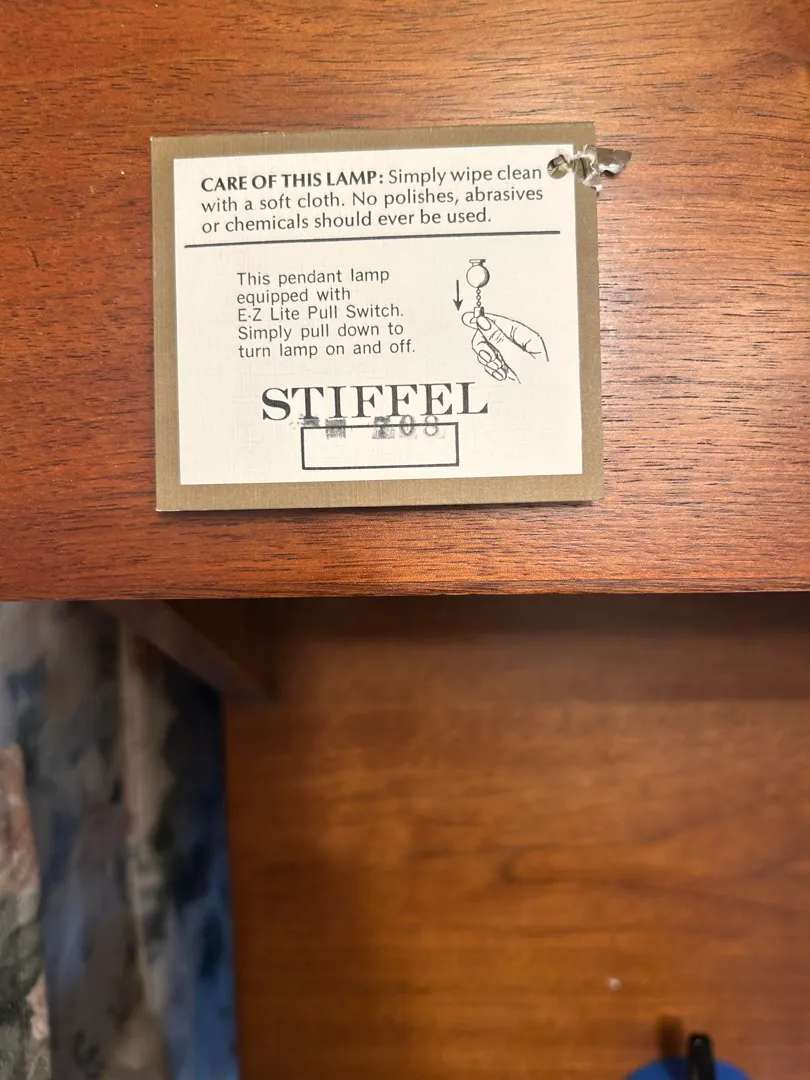 CARE OF THIS LAMP: Simply wipe clean
with a soft cloth. No polishes, abrasives
or chemicals should ever be used.
This pendant lamp
equipped with
E-Z Lite Pull Switch.
Simply pull down to
turn lamp on and off.
STIFFEL